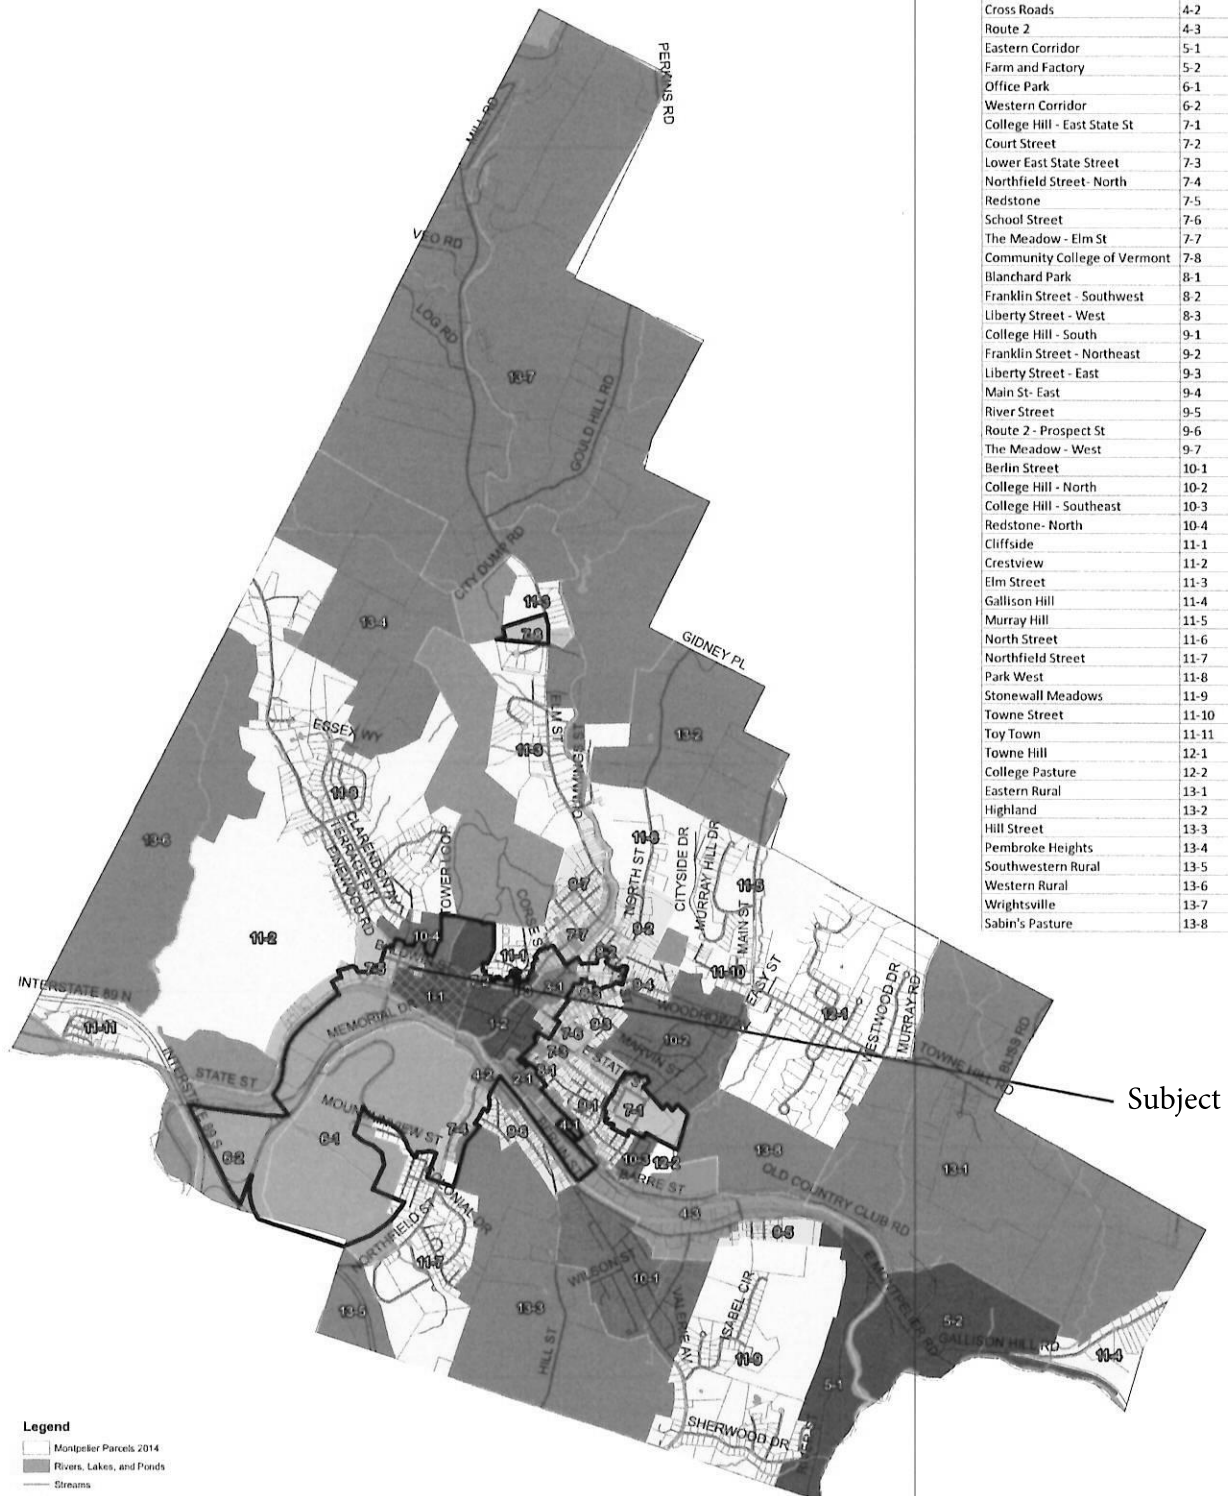 Cross Roads 4-2
Route 2 4-3
Eastern Corridor 5-1
Farm and Factory 5-2
Office Park 6-1
Western Corridor 6-2
College Hill - East State St 7-1
Court Street 7-2
Lower East State Street 7-3
Northfield Street- North 7-4
Redstone 7-5
School Street 7-6
The Meadow - Elm St 7-7
Community College of Vermont 7-8
Blanchard Park 8-1
Franklin Street - Southwest 8-2
Liberty Street - West 8-3
College Hill - South 9-1
Franklin Street - Northeast 9-2
Liberty Street - East 9-3
Main St- East 9-4
River Street 9-5
Route 2 - Prospect St 9-6
The Meadow - West 9-7
Berlin Street 10-1
College Hill - North 10-2
College Hill - Southeast 10-3
Redstone- North 10-4
Cliffside 11-1
Crestview 11-2
Elm Street 11-3
Gallison Hill 11-4
Murray Hill 11-5
North Street 11-6
Northfield Street 11-7
Park West 11-8
Stonewall Meadows 11-9
Towne Street 11-10
Toy Town 11-11
Towne Hill 12-1
College Pasture 12-2
Eastern Rural 13-1
Highland 13-2
Hill Street 13-3
Pembroke Heights 13-4
Southwestern Rural 13-5
Western Rural 13-6
Wrightsville 13-7
Sabin's Pasture 13-8
PERKINS RD
MILL RD
VEO RD
LOG RD
13-7
GOULD HILL RD
CITY DUMP RD
11-3
7-8
13-4
GIDNEY PL
ESSEX WY
ELM ST
13-2
11-3
CUMMINGS ST
13-6
CLARENDON AV
TERRACE ST
PINEWOOD RD
TOWER LOOP
11-6
NORTH ST
CITYSIDE DR
MURRAY HILL DR
11-5
MAIN ST
9-7
11-2
10-4
11-1
7-7
9-2
11-10
EASY ST
7-5
1-1
3-1
9-4
WESTWOOD DR
MURRAY RD
12-1
INTERSTATE 89 N
11-11
MEMORIAL DR
1-2
7-6
9-3
10-2
MARVIN ST
TOWNE HILL RD
7-3
STATE ST
4-2
2-1
Subject
6-1
7-4
9-6
4-1
9-1
7-1
INTERSTATE 89 S
6-2
10-3
12-2
13-8
13-1
BARRE ST
OLD COUNTRY CLUB RD
COLONIAL DR
NORTHFIELD ST
4-3
9-5
11-7
WILSON ST
10-1
13-5
13-3
HILL ST
VALERIE AV
ISABEL CIR
11-9
E MONTPELIER RD
5-2
GALLISON HILL RD
11-4
5-1
SHERWOOD DR
RIVER ST
Legend
Montpelier Parcels 2014
Rivers, Lakes, and Ponds
Streams